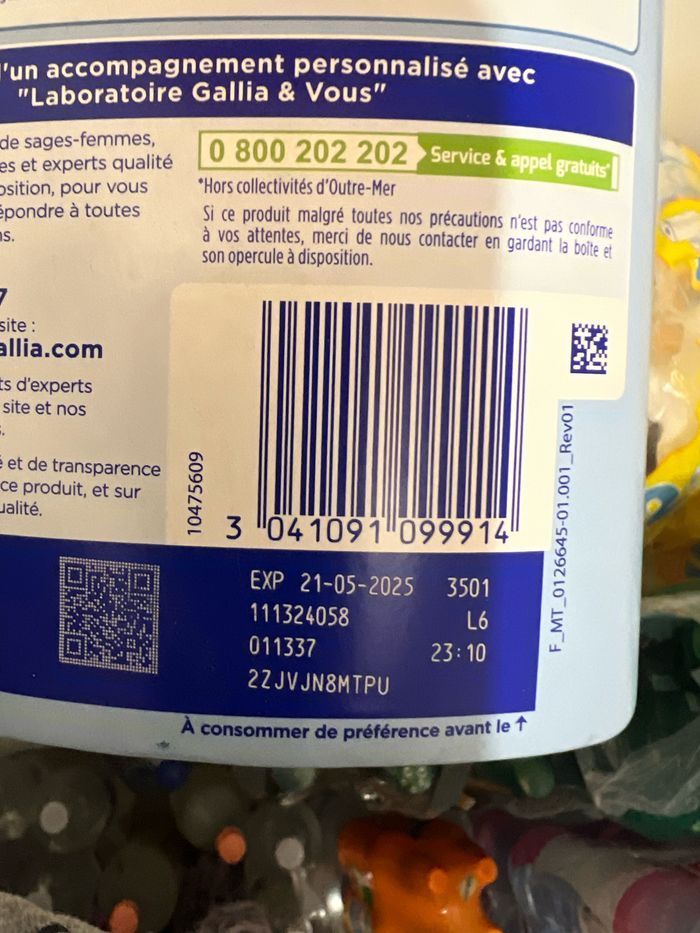 d'un accompagnement personnalisé avec
"Laboratoire Gallia & Vous"
de sages-femmes,
es et experts qualité
osition, pour vous
épondre à toutes
ns.
7
site :
allia.com
ts d'experts
site et nos
s.
é et de transparence
ce produit, et sur
ualité.
0 800 202 202 Service & appel gratuits*
*Hors collectivités d'Outre-Mer
Si ce produit malgré toutes nos précautions n'est pas conforme
à vos attentes, merci de nous contacter en gardant la boîte et
son opercule à disposition.
10475609
3 041091 099914
F_MT_0126645-01.001_Rev01
EXP 21-05-2025 3501
111324058 L6
011337 23:10
2ZJVJN8MTPU
À consommer de préférence avant le ↑